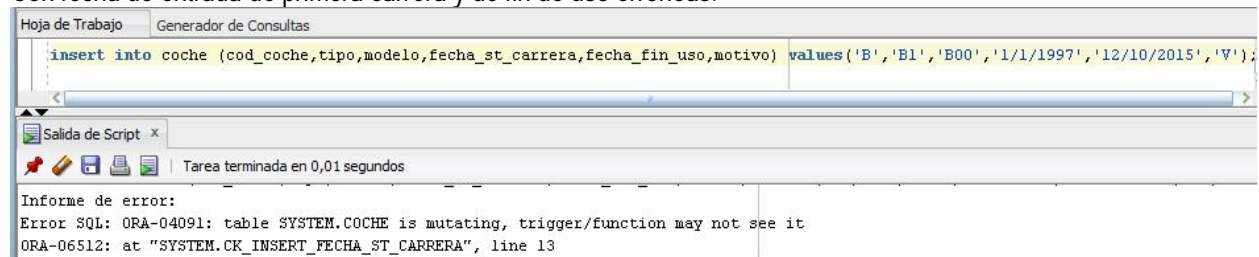 Hoja de Trabajo Generador de Consultas
insert into coche (cod_coche,tipo,modelo,fecha_st_carrera,fecha_fin_uso,motivo) values('B','B1','B00','1/1/1997','12/10/2015','V');
Salida de Script x
Tarea terminada en 0,01 segundos
Informe de error:
Error SQL: ORA-04091: table SYSTEM.COCHE is mutating, trigger/function may not see it
ORA-06512: at "SYSTEM.CK_INSERT_FECHA_ST_CARRERA", line 13